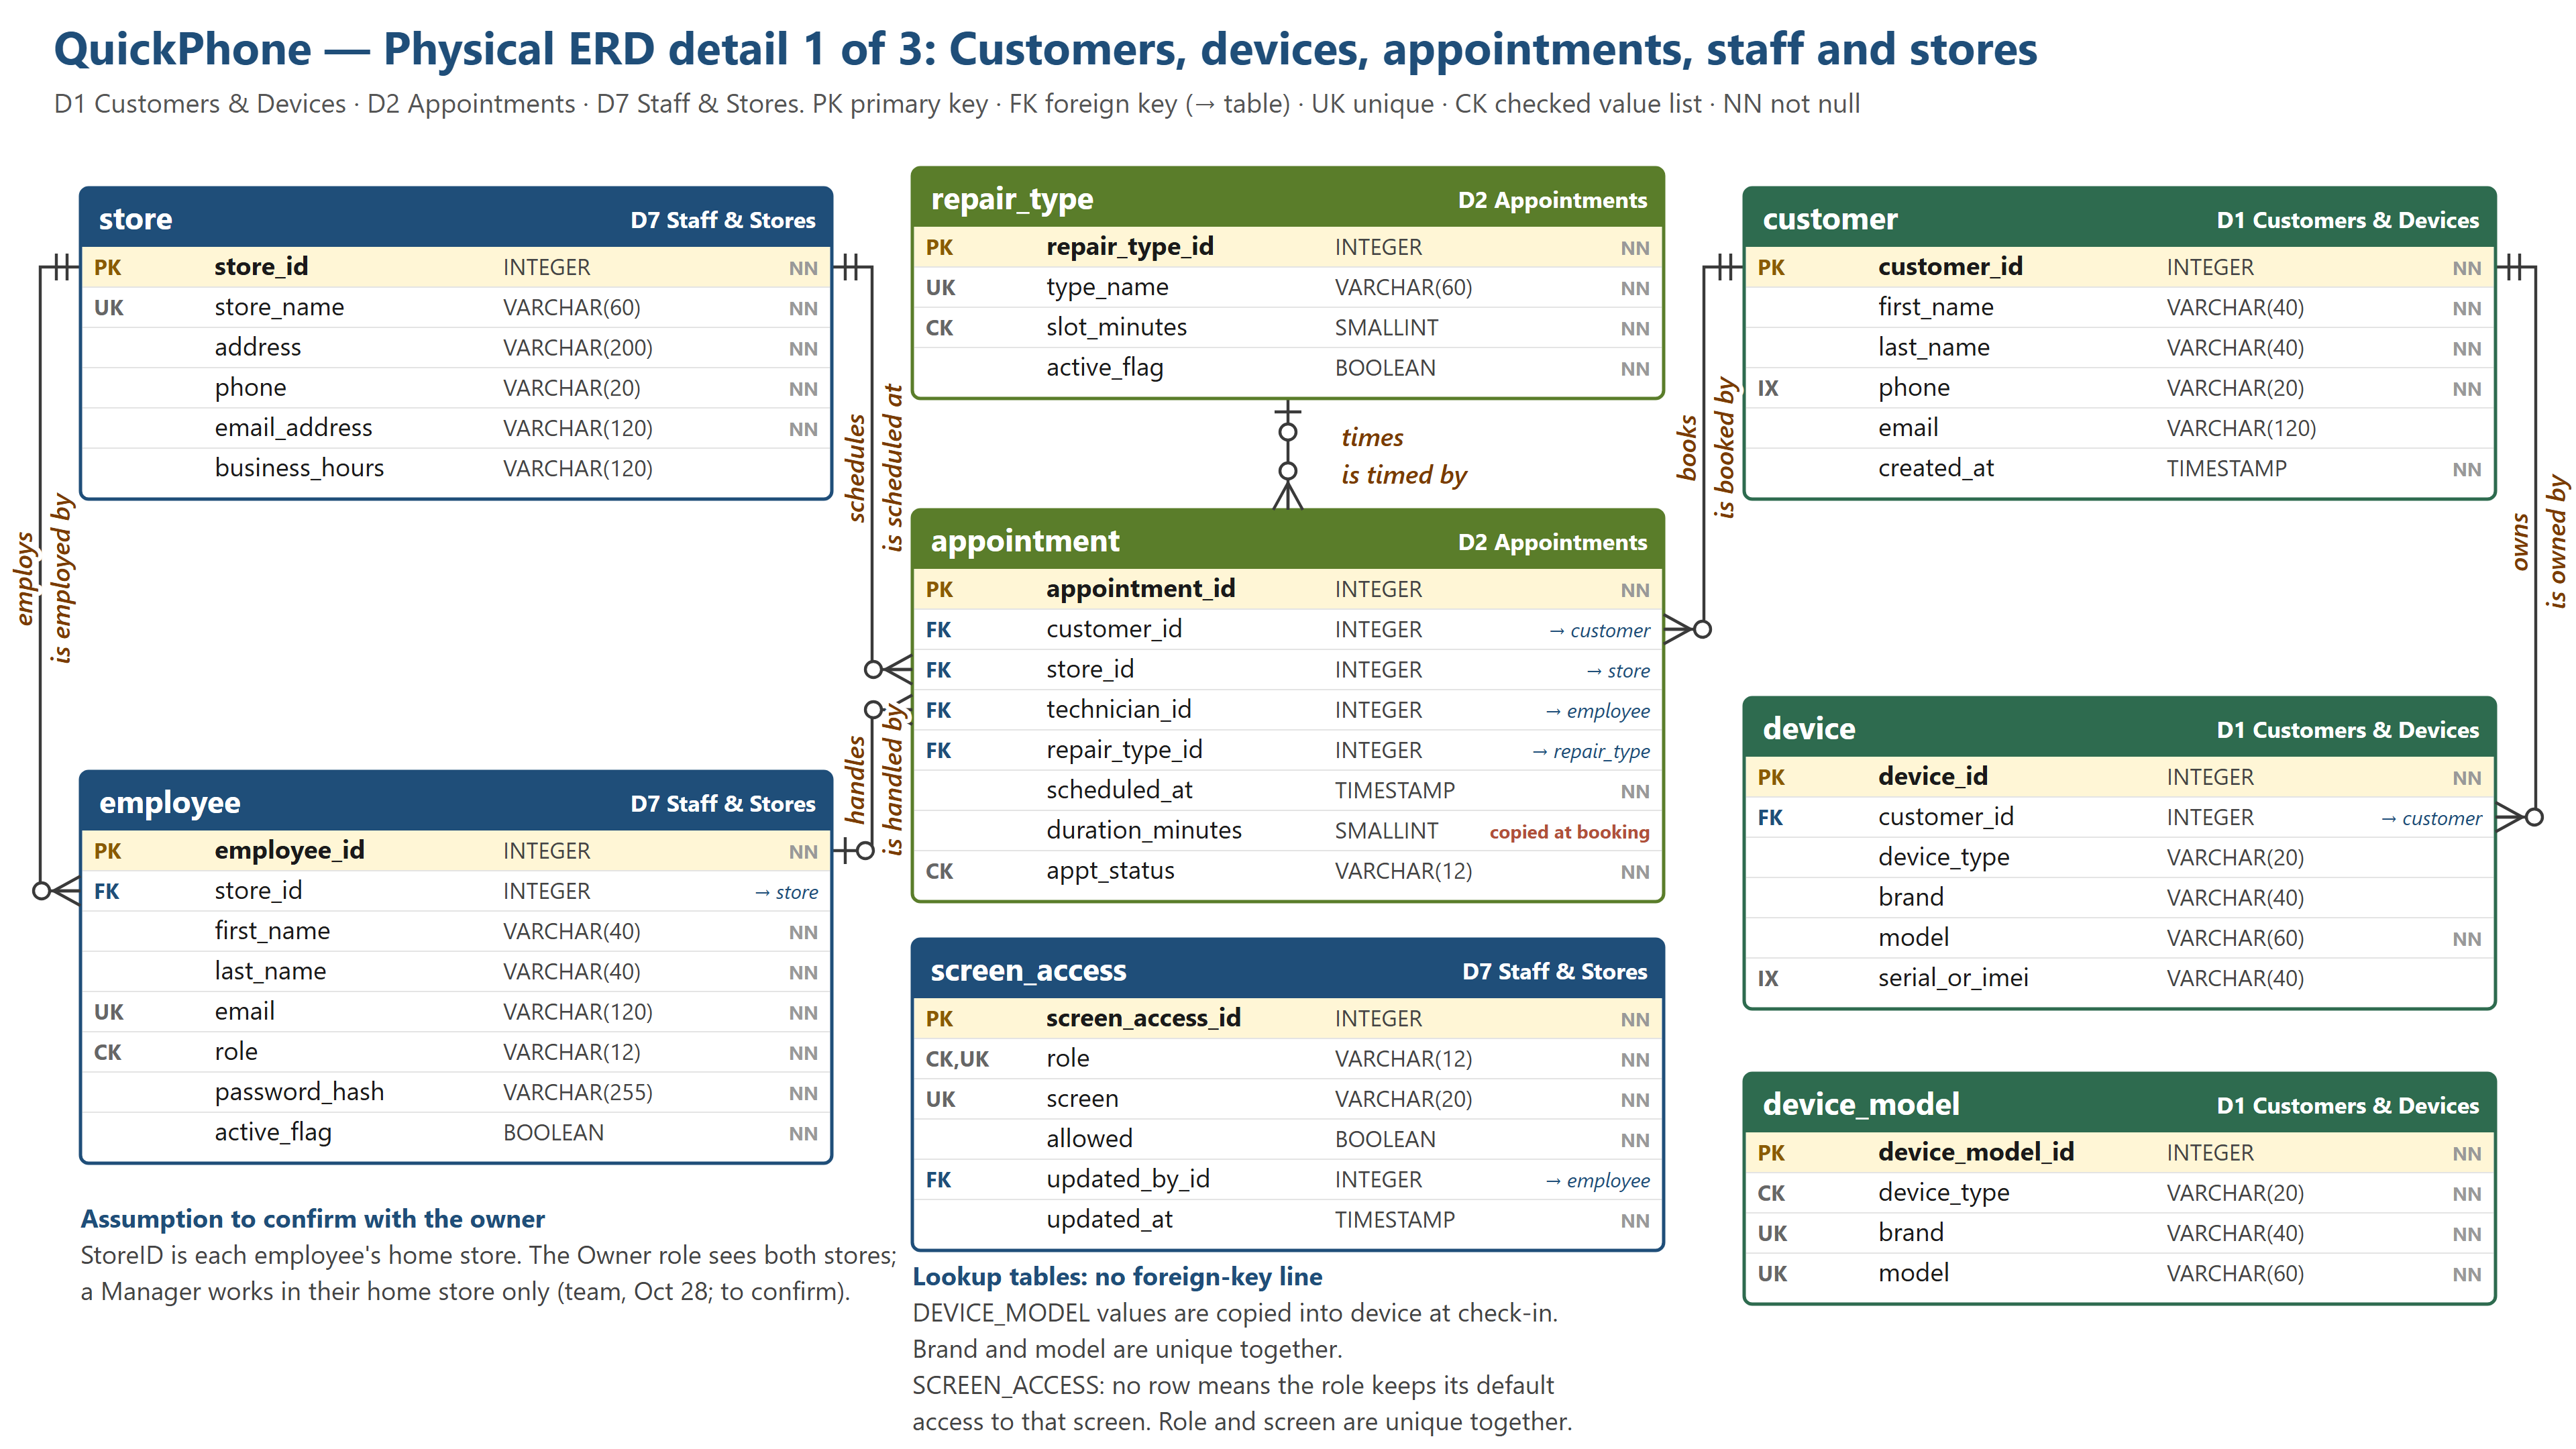 QuickPhone — Physical ERD detail 1 of 3: Customers, devices, appointments, staff and stores
D1 Customers & Devices · D2 Appointments · D7 Staff & Stores. PK primary key · FK foreign key (→ table) · UK unique · CK checked value list · NN not null
store D7 Staff & Stores
PK store_id INTEGER NN
UK store_name VARCHAR(60) NN
address VARCHAR(200) NN
phone VARCHAR(20) NN
email_address VARCHAR(120) NN
business_hours VARCHAR(120)
employs
is employed by
schedules
is scheduled at
employee D7 Staff & Stores
PK employee_id INTEGER NN
FK store_id INTEGER → store
first_name VARCHAR(40) NN
last_name VARCHAR(40) NN
UK email VARCHAR(120) NN
CK role VARCHAR(12) NN
password_hash VARCHAR(255) NN
active_flag BOOLEAN NN
handles
is handled by
Assumption to confirm with the owner
StoreID is each employee's home store. The Owner role sees both stores;
a Manager works in their home store only (team, Oct 28; to confirm).
repair_type D2 Appointments
PK repair_type_id INTEGER NN
UK type_name VARCHAR(60) NN
CK slot_minutes SMALLINT NN
active_flag BOOLEAN NN
times
is timed by
appointment D2 Appointments
PK appointment_id INTEGER NN
FK customer_id INTEGER → customer
FK store_id INTEGER → store
FK technician_id INTEGER → employee
FK repair_type_id INTEGER → repair_type
scheduled_at TIMESTAMP NN
duration_minutes SMALLINT copied at booking
CK appt_status VARCHAR(12) NN
screen_access D7 Staff & Stores
PK screen_access_id INTEGER NN
CK,UK role VARCHAR(12) NN
UK screen VARCHAR(20) NN
allowed BOOLEAN NN
FK updated_by_id INTEGER → employee
updated_at TIMESTAMP NN
Lookup tables: no foreign-key line
DEVICE_MODEL values are copied into device at check-in.
Brand and model are unique together.
SCREEN_ACCESS: no row means the role keeps its default
access to that screen. Role and screen are unique together.
books
is booked by
customer D1 Customers & Devices
PK customer_id INTEGER NN
first_name VARCHAR(40) NN
last_name VARCHAR(40) NN
IX phone VARCHAR(20) NN
email VARCHAR(120)
created_at TIMESTAMP NN
owns
is owned by
device D1 Customers & Devices
PK device_id INTEGER NN
FK customer_id INTEGER → customer
device_type VARCHAR(20)
brand VARCHAR(40)
model VARCHAR(60) NN
IX serial_or_imei VARCHAR(40)
device_model D1 Customers & Devices
PK device_model_id INTEGER NN
CK device_type VARCHAR(20) NN
UK brand VARCHAR(40) NN
UK model VARCHAR(60) NN